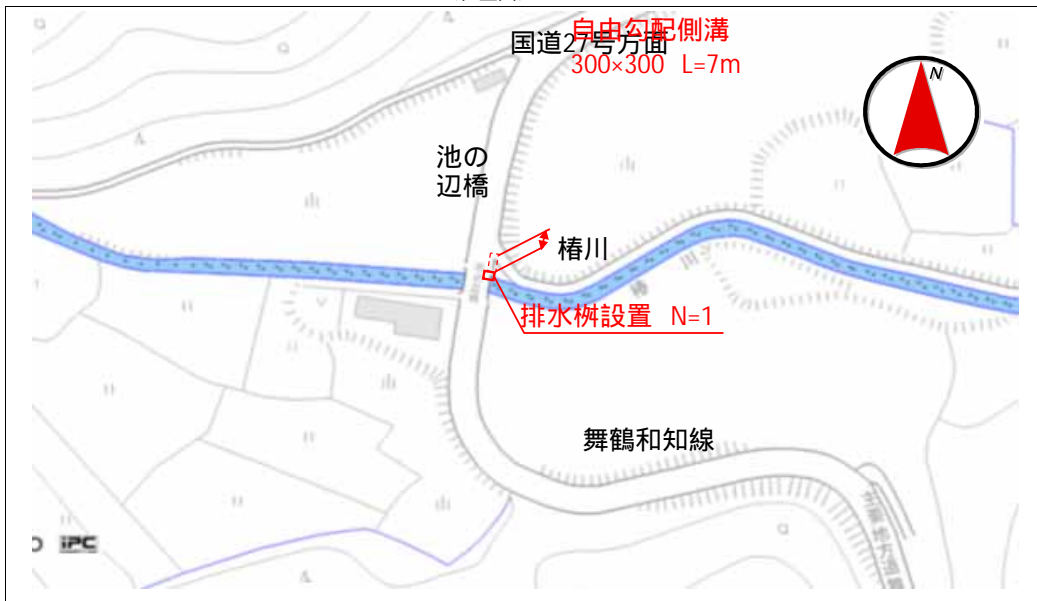 自由勾配側溝
国道27号方面
300×300 L=7m
N
池の
辺橋
椿川
排水桝設置 N=1
舞鶴和知線
iPC